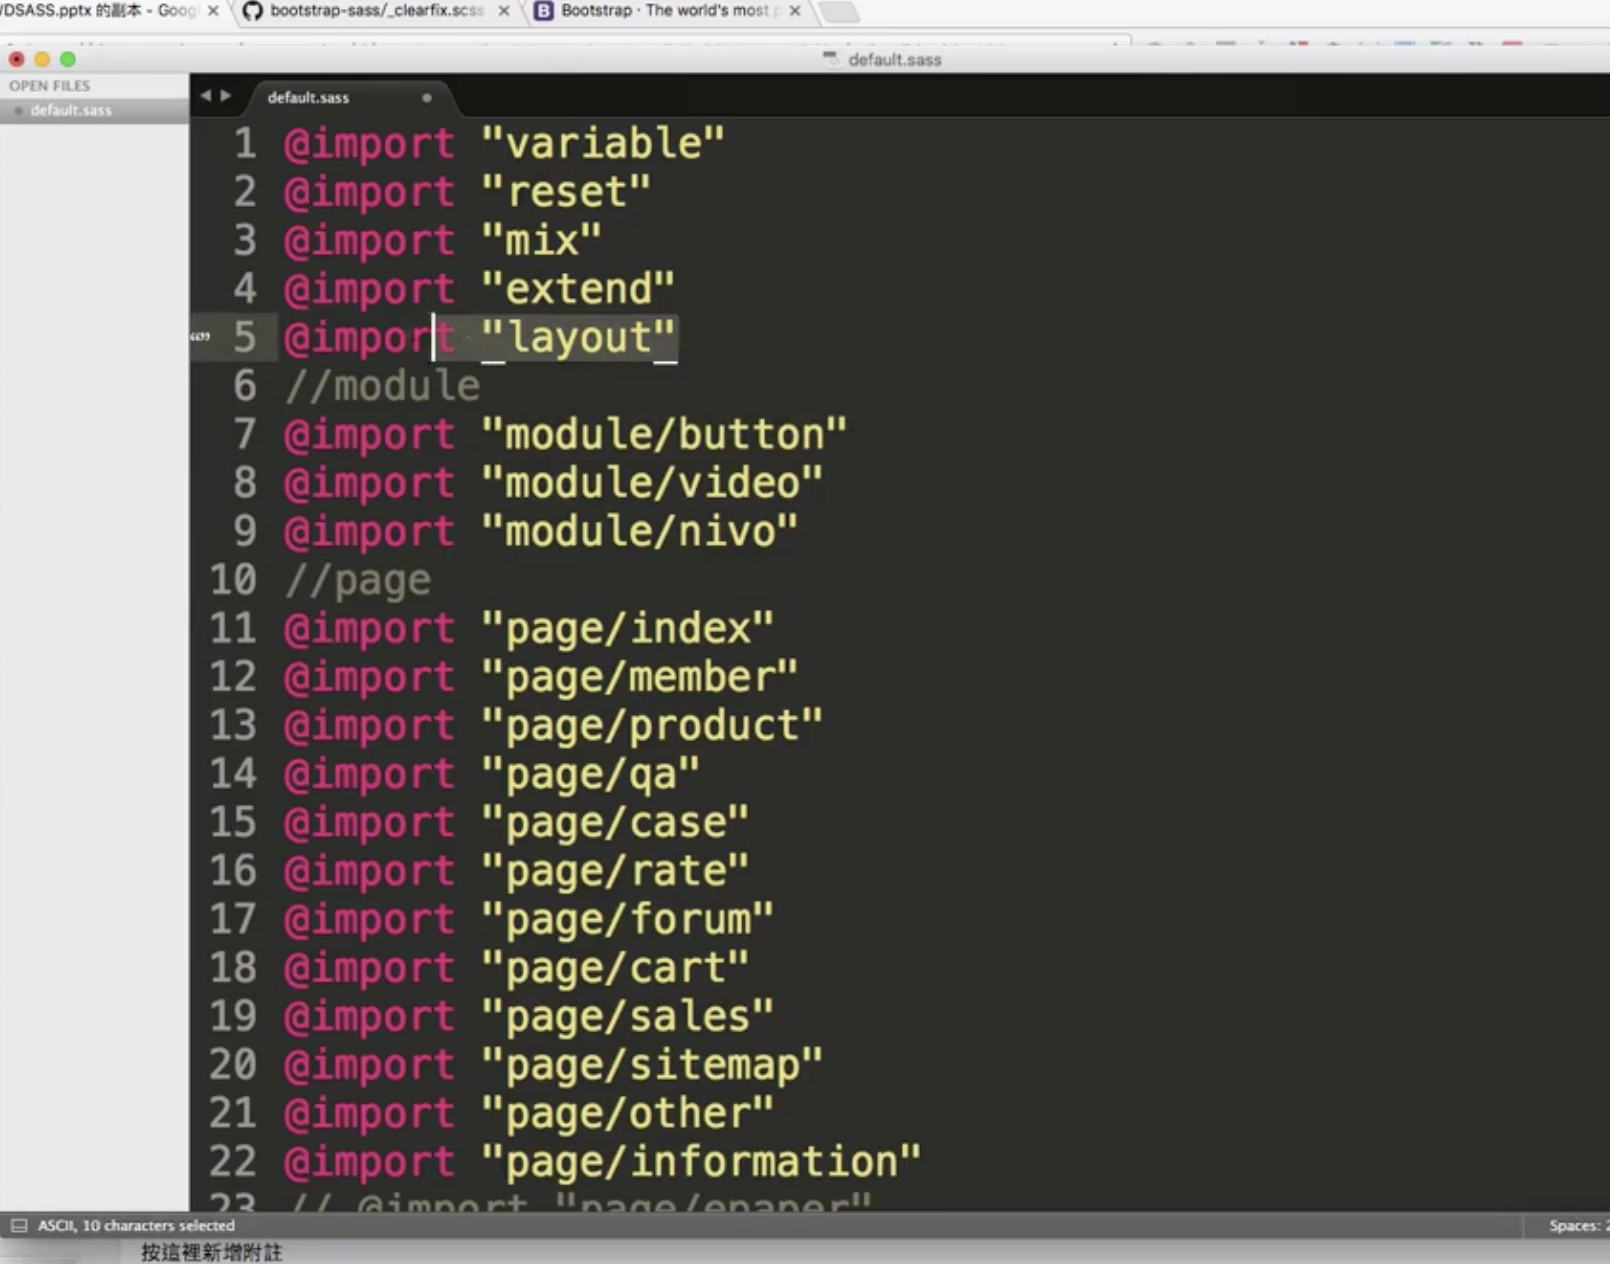 /DSASS.pptx 的副本 - Goog
bootstrap-sass/_clearfix.scss
Bootstrap · The world's most p
default.sass
OPEN FILES
default.sass
default.sass
1 @import "variable"
2 @import "reset"
3 @import "mix"
4 @import "extend"
5 @import "layout"
6 //module
7 @import "module/button"
8 @import "module/video"
9 @import "module/nivo"
10 //page
11 @import "page/index"
12 @import "page/member"
13 @import "page/product"
14 @import "page/qa"
15 @import "page/case"
16 @import "page/rate"
17 @import "page/forum"
18 @import "page/cart"
19 @import "page/sales"
20 @import "page/sitemap"
21 @import "page/other"
22 @import "page/information"
23 // @import "page/epaper"
ASCII, 10 characters selected
Spaces:
按這裡新增附註